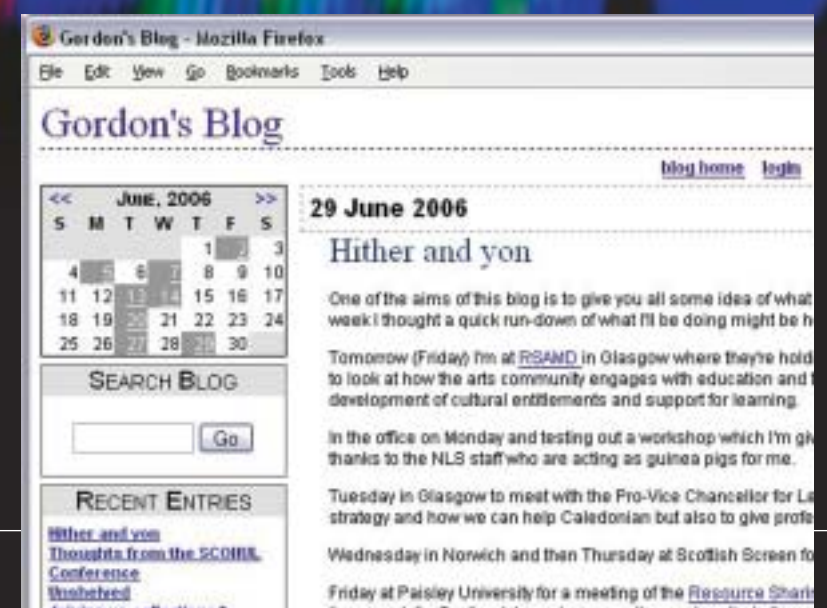 Gordon's Blog - Mozilla Firefox
File Edit View Go Bookmarks Tools Help
Gordon's Blog
blog home login
<< June, 2006 >>
S M T W T F S
1 2 3
4 5 6 7 8 9 10
11 12 13 14 15 16 17
18 19 20 21 22 23 24
25 26 27 28 29 30
SEARCH BLOG
Go
RECENT ENTRIES
Hither and yon
Thoughts from the SCONUL
Conference
Unshelved
29 June 2006
Hither and yon
One of the aims of this blog is to give you all some idea of what
week i thought a quick run-down of what I'll be doing might be h
Tomorrow (Friday) I'm at RSAMD in Glasgow where they're hold
to look at how the arts community engages with education and
development of cultural entitlements and support for learning.
In the office on Monday and testing out a workshop which I'm giv
thanks to the NLS staff who are acting as guinea pigs for me.
Tuesday in Glasgow to meet with the Pro-Vice Chancellor for Le
strategy and how we can help Caledonian but also to give profe
Wednesday in Norwich and then Thursday at Scottish Screen fo
Friday at Paisley University for a meeting of the Resource Sharin